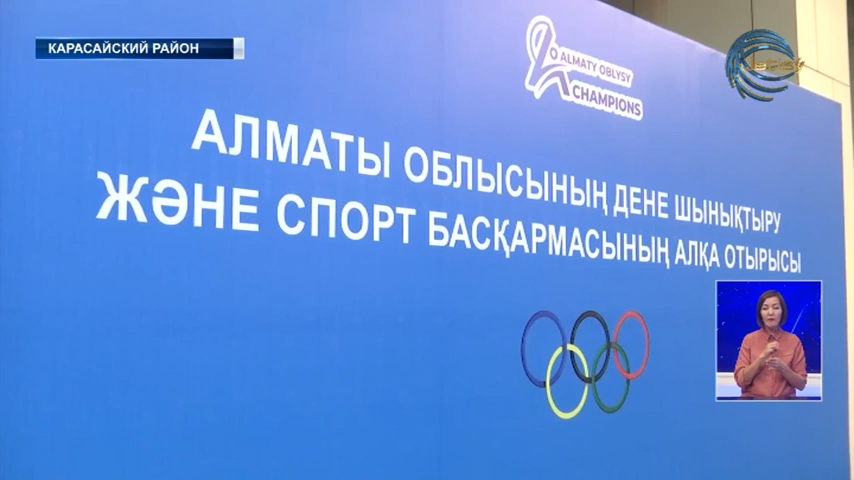 КАРАСАЙСКИЙ РАЙОН
ALMATY OBLYSY
CHAMPIONS
АЛМАТЫ ОБЛЫСЫНЫҢ ДЕНЕ ШЫНЫҚТЫРУ
ЖӘНЕ СПОРТ БАСҚАРМАСЫНЫҢ АЛҚА ОТЫРЫСЫ